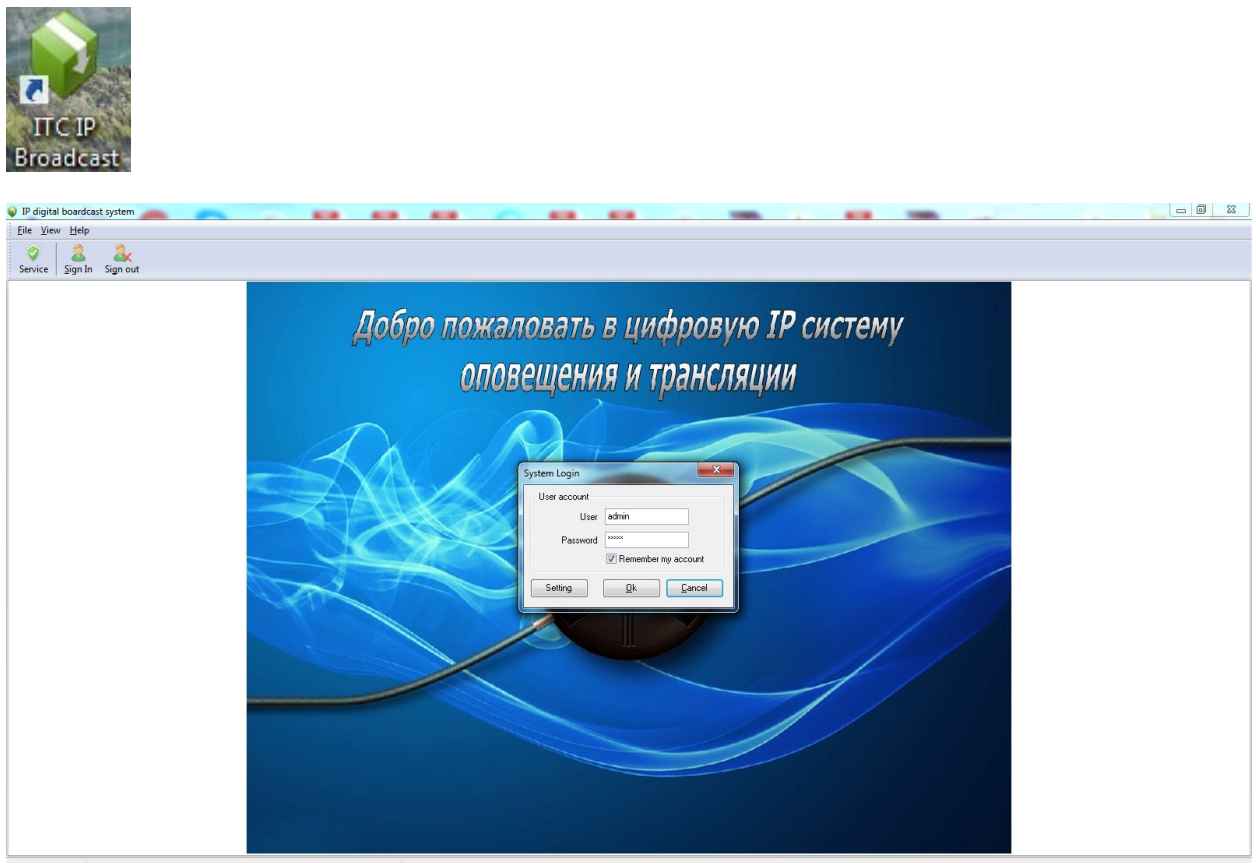 ITC IP
Broadcast
IP digital boardcast system
File View Help
Service Sign In Sign out
Добро пожаловать в цифровую IP систему
оповещения и трансляции
System Login
User account
User admin
Password xxxxx
Remember my account
Setting Ok Cancel